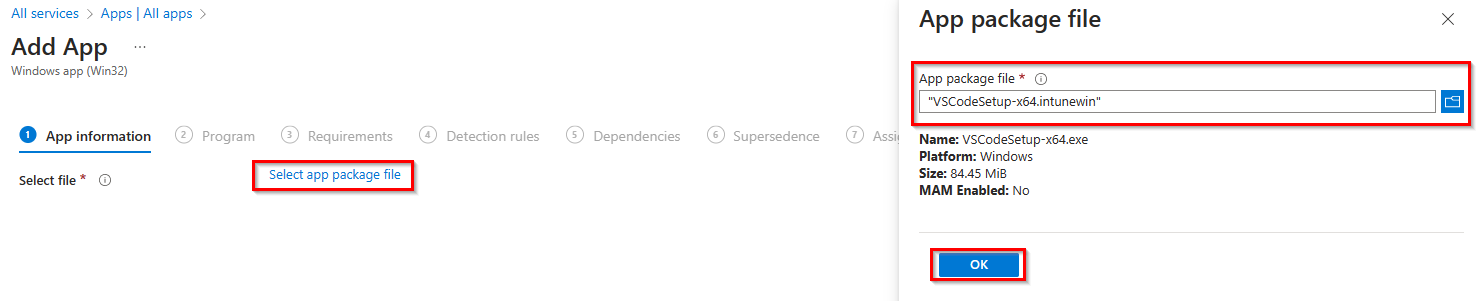 All services > Apps | All apps >
Add App ...
Windows app (Win32)
1 App information 2 Program 3 Requirements 4 Detection rules 5 Dependencies 6 Supersedence 7 Assig
Select file * Select app package file
App package file
App package file *
"VSCodeSetup-x64.intunewin"
Name: VSCodeSetup-x64.exe
Platform: Windows
Size: 84.45 MiB
MAM Enabled: No
OK